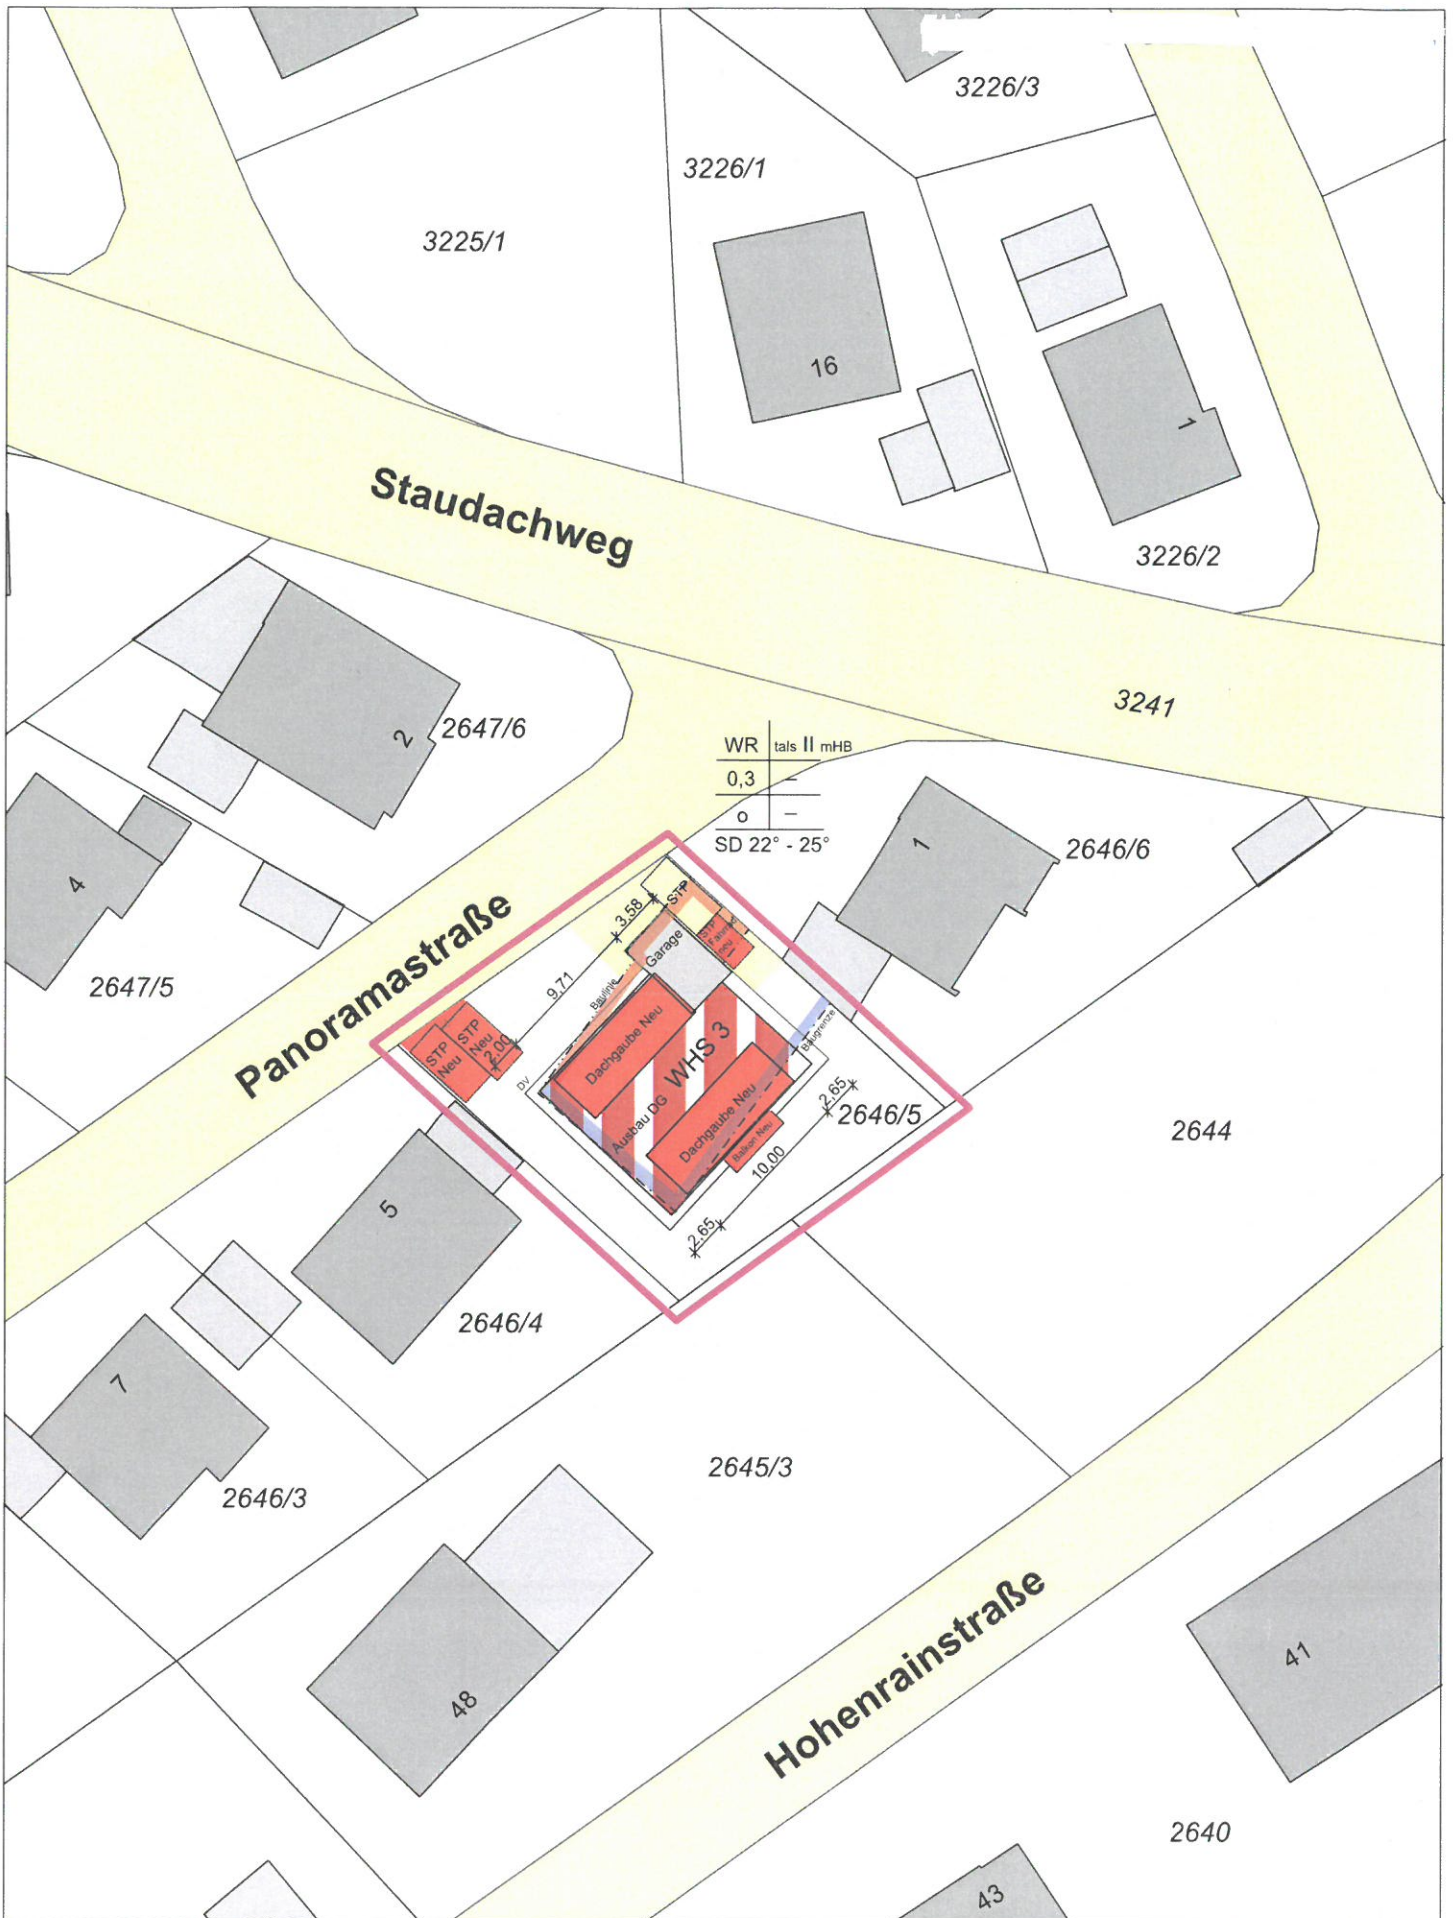 3226/3
3226/1
3225/1
16
1
Staudachweg
3226/2
3241
2
2647/6
WR tals II mHB
0,3 –
o –
SD 22° - 25°
1
2646/6
4
2647/5
Panoramastraße
STP
3,58
STP
Fahrrad
neu
Garage
9,71
Baulinie
STP
Neu
STP
Neu
2,00
DV
Dachgaube Neu
WHS 3
Ausbau DG
Dachgaube Neu
Balkon Neu
Baugrenze
2,65
2646/5
10,00
2,65
2644
5
2646/4
7
2646/3
2645/3
48
Hohenrainstraße
41
2640
43